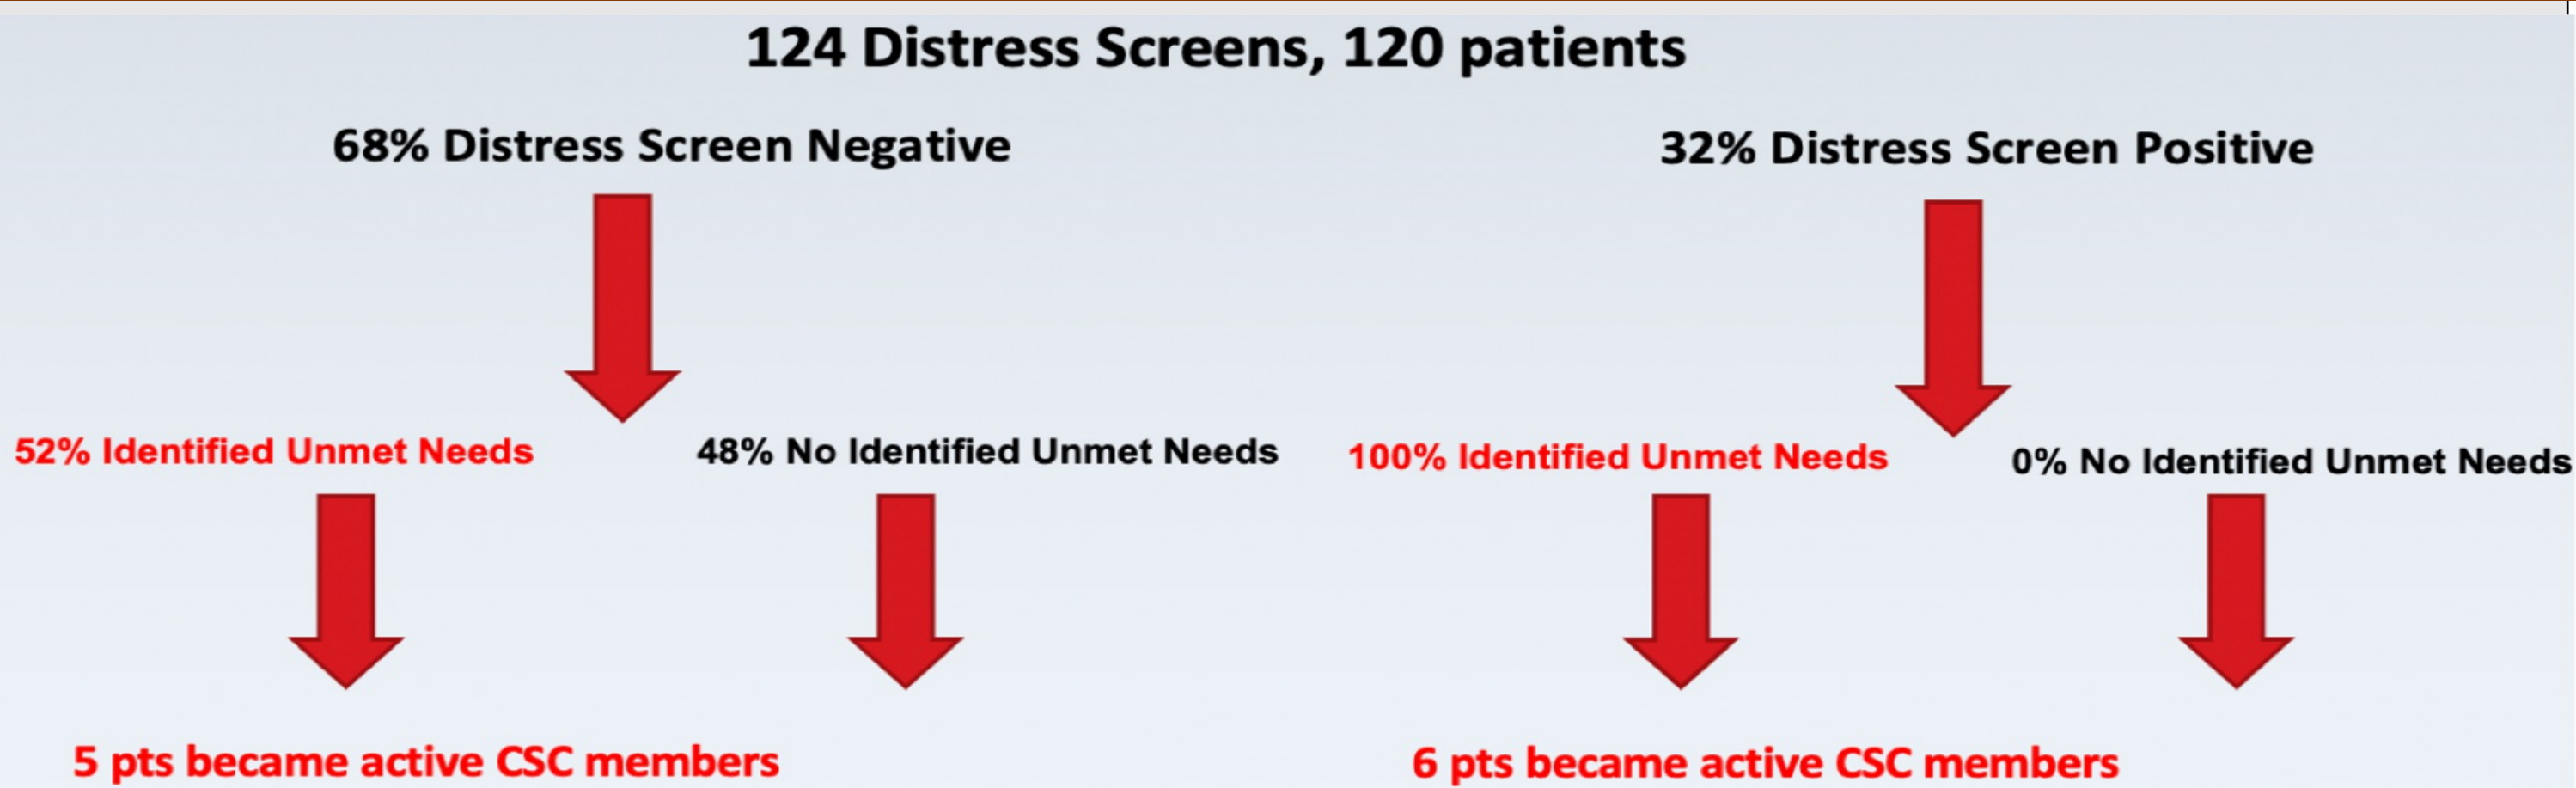 124 Distress Screens, 120 patients
68% Distress Screen Negative
32% Distress Screen Positive
52% Identified Unmet Needs
48% No Identified Unmet Needs
100% Identified Unmet Needs
0% No Identified Unmet Needs
5 pts became active CSC members
6 pts became active CSC members